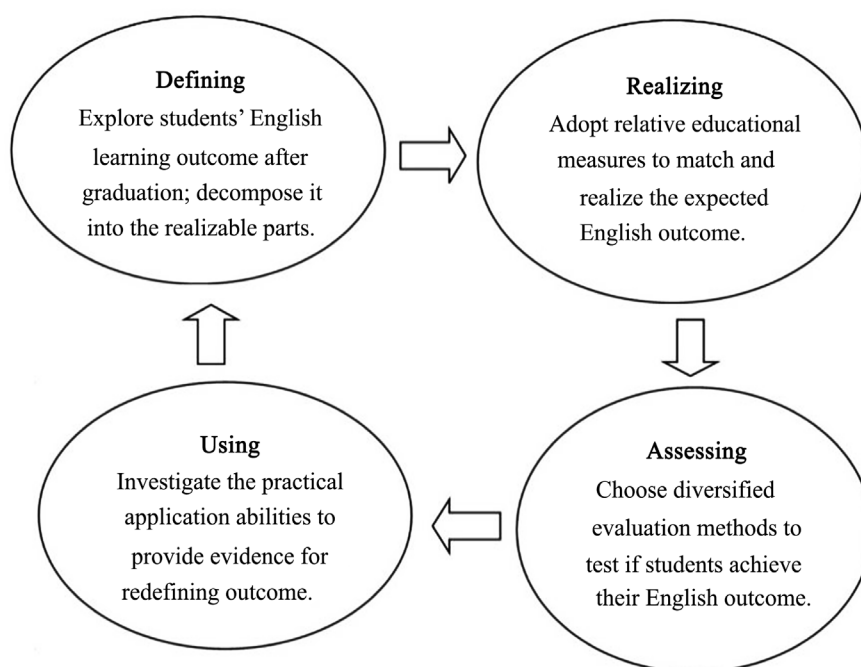 Defining
Explore students’ English
learning outcome after
graduation; decompose it
into the realizable parts.
Realizing
Adopt relative educational
measures to match and
realize the expected
English outcome.
Using
Investigate the practical
application abilities to
provide evidence for
redefining outcome.
Assessing
Choose diversified
evaluation methods to
test if students achieve
their English outcome.